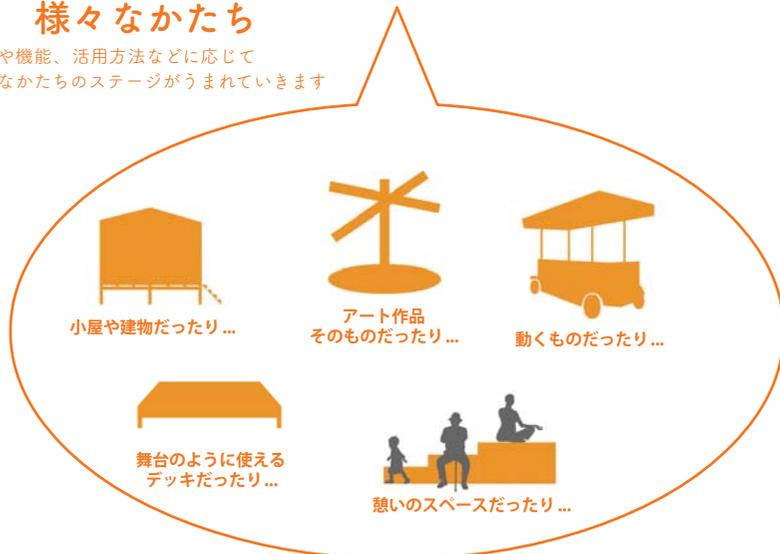 様々なかたち
や機能、活用方法などに応じて
なかたちのステージがうまれていきます
小屋や建物だったり...
アート作品
そのものだったり...
動くものだったり...
舞台のように使える
デッキだったり...
憩いのスペースだったり...